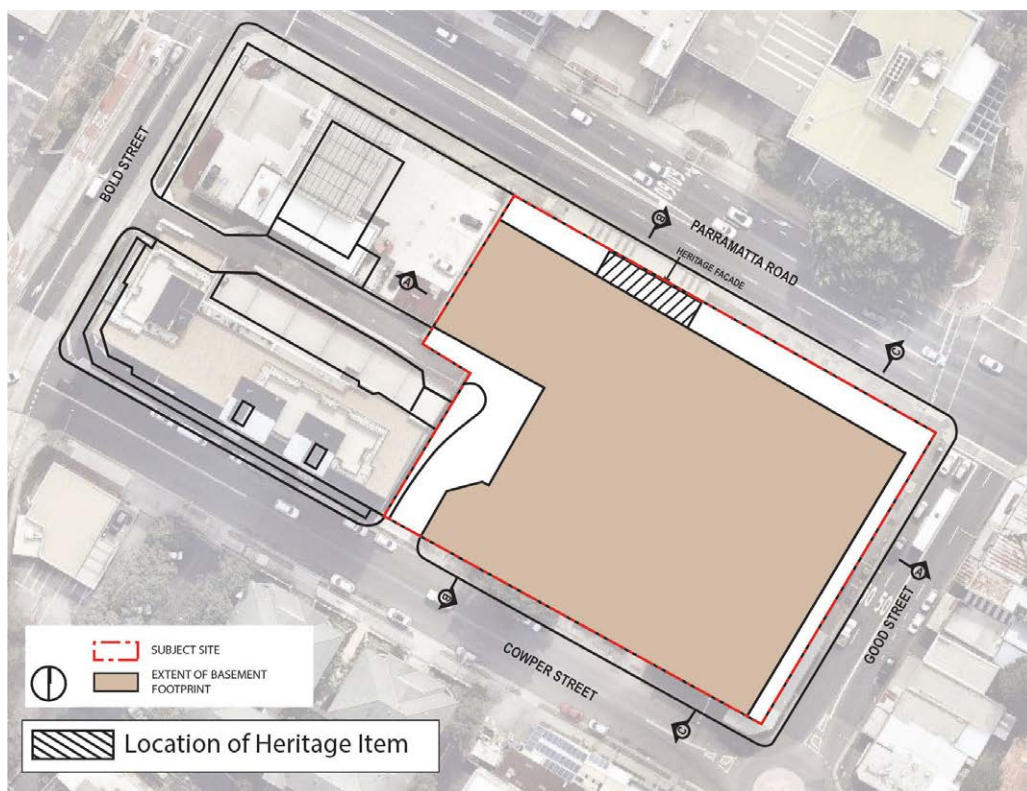 BOLD STREET
B
PARRAMATTA ROAD
HERITAGE FACADE
A
C
A
GOOD STREET
B
COWPER STREET
C
SUBJECT SITE
EXTENT OF BASEMENT
FOOTPRINT
Location of Heritage Item